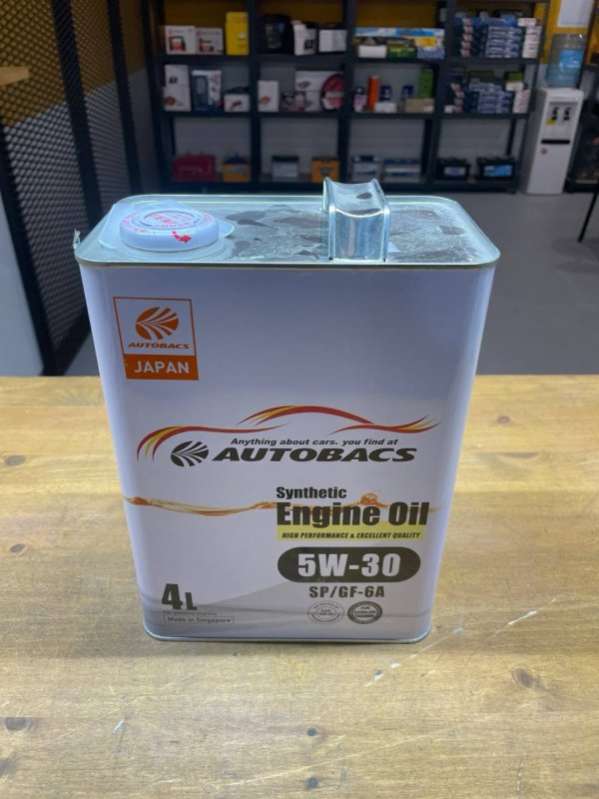 AUTOBACS
JAPAN
Anything about cars. you find at
AUTOBACS
Synthetic
Engine Oil
HIGH PERFORMANCE & EXCELLENT QUALITY
5W-30
SP/GF-6A
4L
Made in Singapore